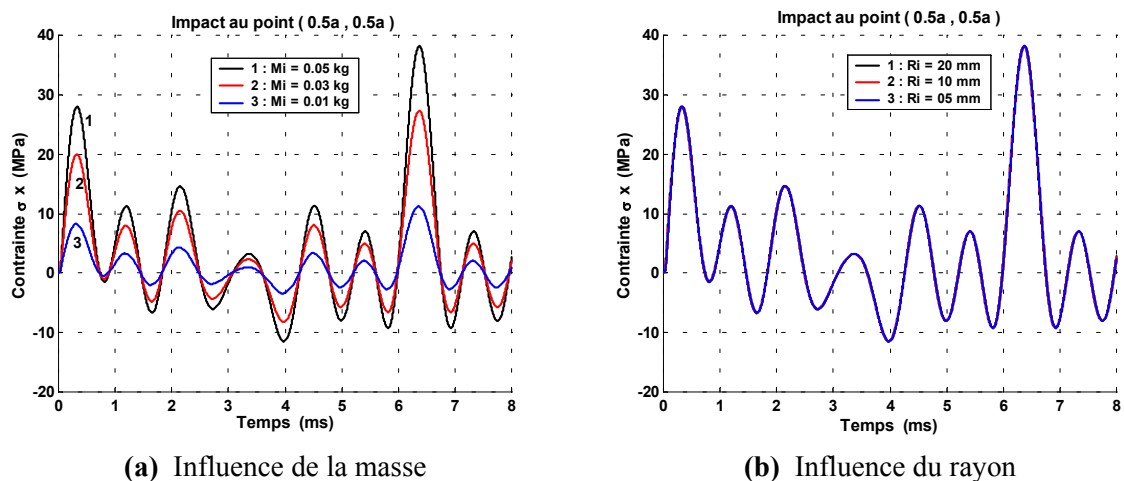 Impact au point ( 0.5a , 0.5a )
40
30
20
10
0
-10
-20
Contrainte σ x (MPa)
1 : Mi = 0.05 kg
2 : Mi = 0.03 kg
3 : Mi = 0.01 kg
1
2
3
0 1 2 3 4 5 6 7 8
Temps (ms)
(a) Influence de la masse
Impact au point ( 0.5a , 0.5a )
40
30
20
10
0
-10
-20
Contrainte σ x (MPa)
1 : Ri = 20 mm
2 : Ri = 10 mm
3 : Ri = 05 mm
0 1 2 3 4 5 6 7 8
Temps (ms)
(b) Influence du rayon